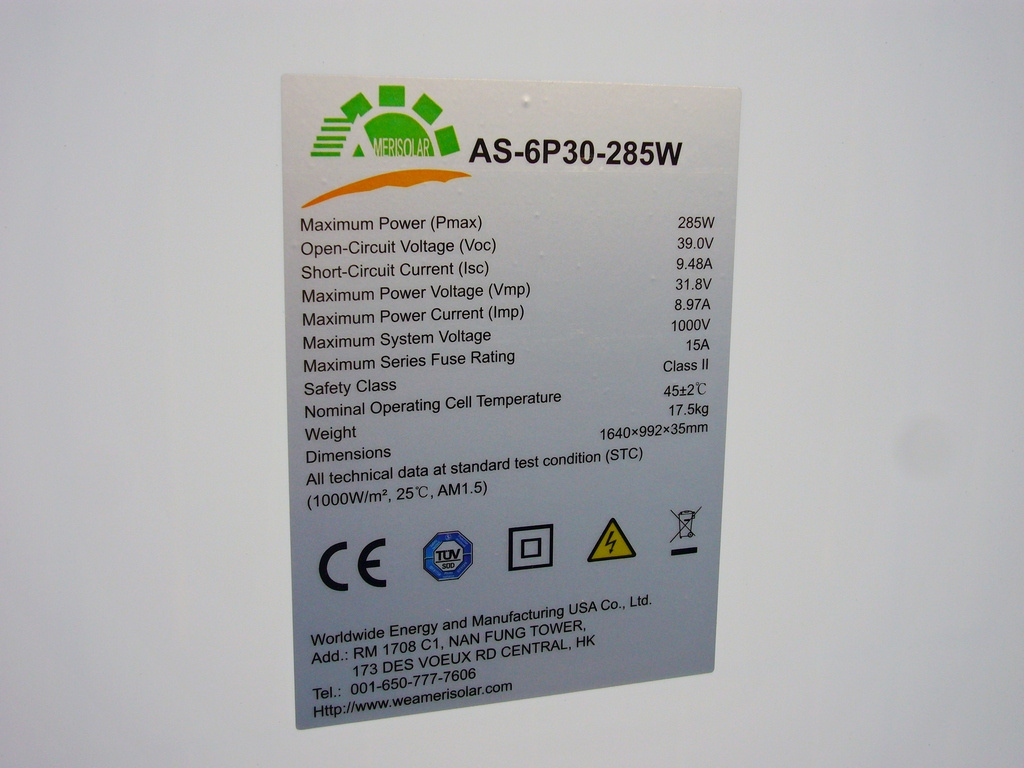 AMERISOLAR
AS-6P30-285W
Maximum Power (Pmax) 285W
Open-Circuit Voltage (Voc) 39.0V
Short-Circuit Current (Isc) 9.48A
Maximum Power Voltage (Vmp) 31.8V
Maximum Power Current (Imp) 8.97A
Maximum System Voltage 1000V
Maximum Series Fuse Rating 15A
Safety Class Class II
Nominal Operating Cell Temperature 45±2℃
Weight 17.5kg
Dimensions 1640×992×35mm
All technical data at standard test condition (STC)
(1000W/m², 25℃, AM1.5)
CE
TÜV
SÜD
Worldwide Energy and Manufacturing USA Co., Ltd.
Add.: RM 1708 C1, NAN FUNG TOWER,
173 DES VOEUX RD CENTRAL, HK
Tel.: 001-650-777-7606
Http://www.weamerisolar.com